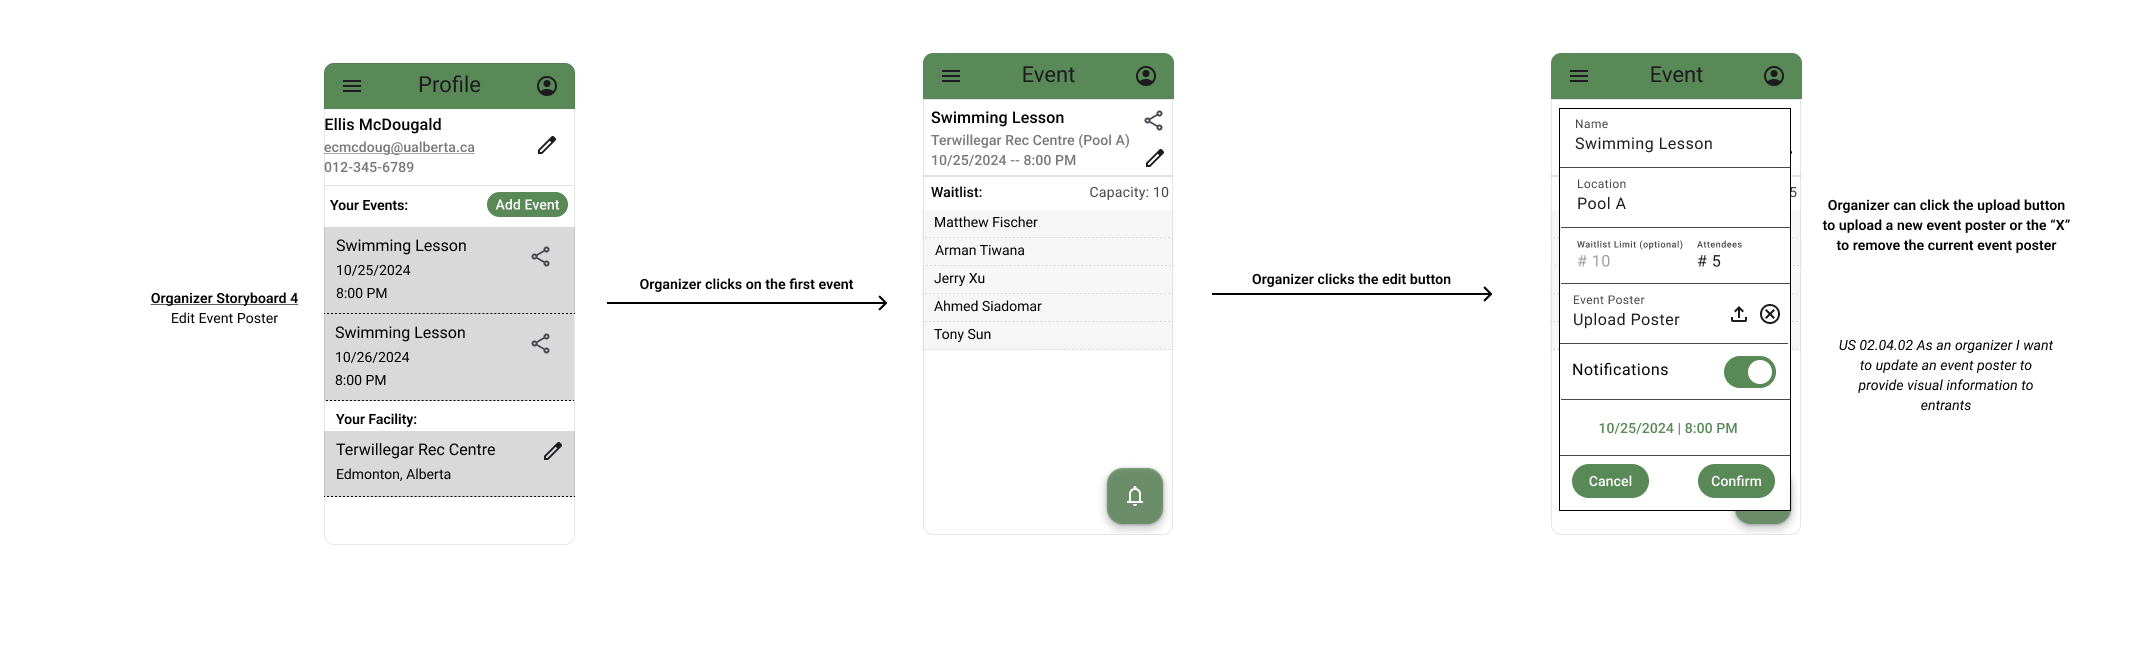 Organizer Storyboard 4
Edit Event Poster
Profile
Ellis McDougald
ecmcdoug@ualberta.ca
012-345-6789
Your Events:
Add Event
Swimming Lesson
10/25/2024
8:00 PM
Swimming Lesson
10/26/2024
8:00 PM
Your Facility:
Terwillegar Rec Centre
Edmonton, Alberta
Organizer clicks on the first event
Event
Swimming Lesson
Terwillegar Rec Centre (Pool A)
10/25/2024 -- 8:00 PM
Waitlist:
Capacity: 10
Matthew Fischer
Arman Tiwana
Jerry Xu
Ahmed Siadomar
Tony Sun
Organizer clicks the edit button
Event
Name
Swimming Lesson
Location
Pool A
5
Waitlist Limit (optional)
Attendees
# 10
# 5
Event Poster
Upload Poster
Notifications
10/25/2024 | 8:00 PM
Cancel
Confirm
Organizer can click the upload button
to upload a new event poster or the “X”
to remove the current event poster
US 02.04.02 As an organizer I want
to update an event poster to
provide visual information to
entrants